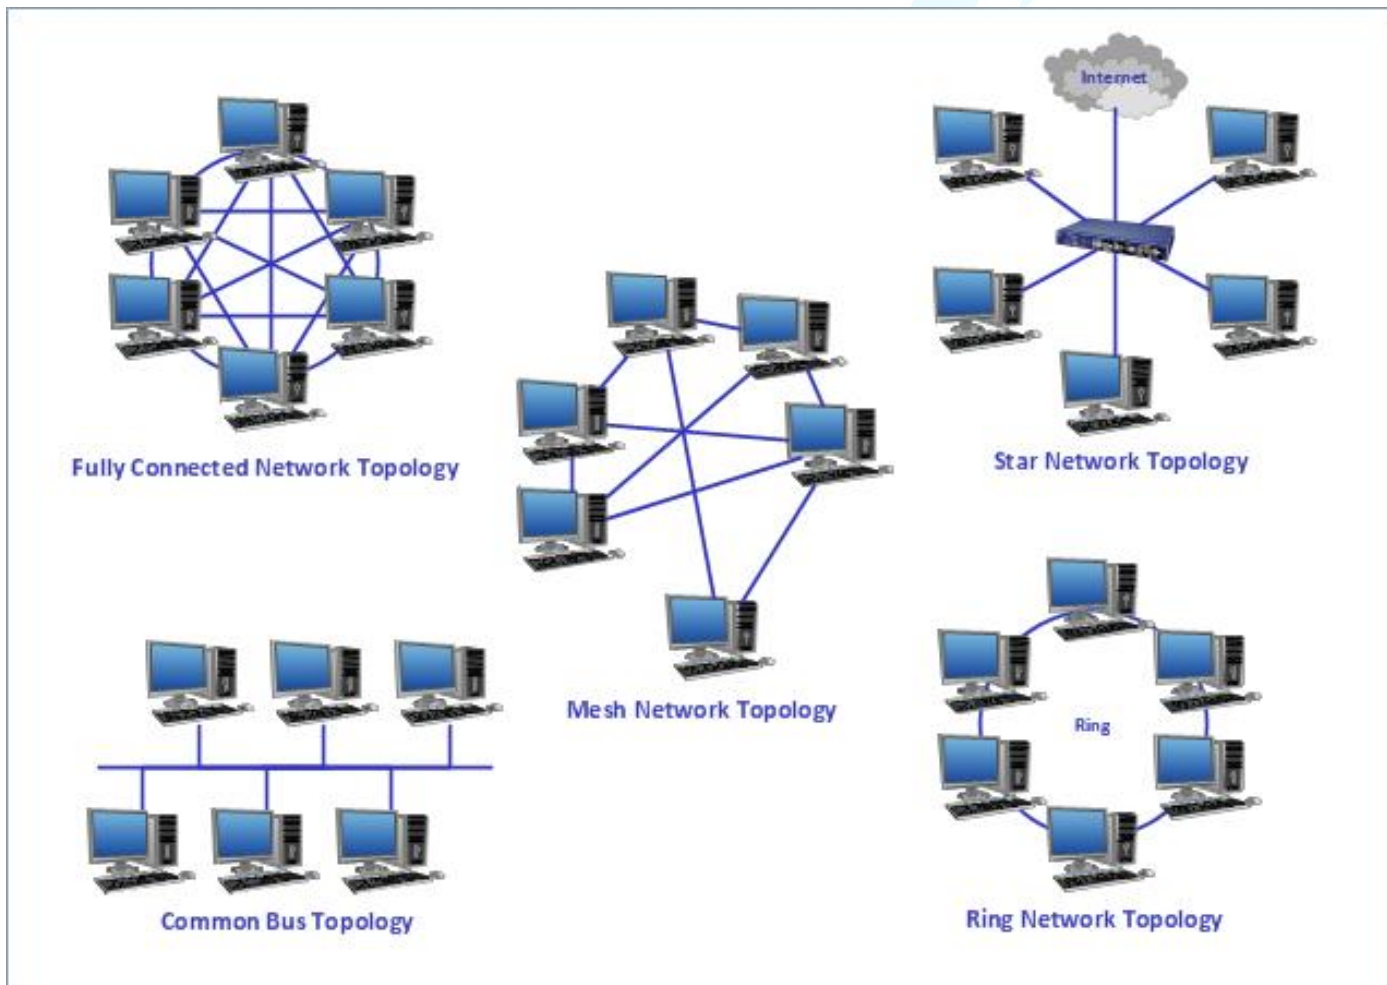 Internet
Fully Connected Network Topology
Star Network Topology
Mesh Network Topology
Ring
Common Bus Topology
Ring Network Topology